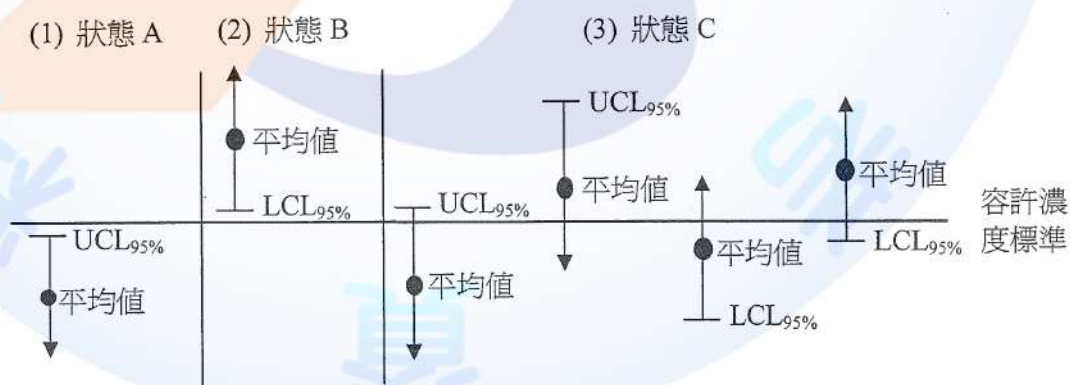 (1) 狀態 A
(2) 狀態 B
(3) 狀態 C
UCL95%
平均值
平均值
LCL95%
UCL95%
平均值
UCL95%
平均值
平均值
LCL95%
平均值
LCL95%
容許濃
度標準